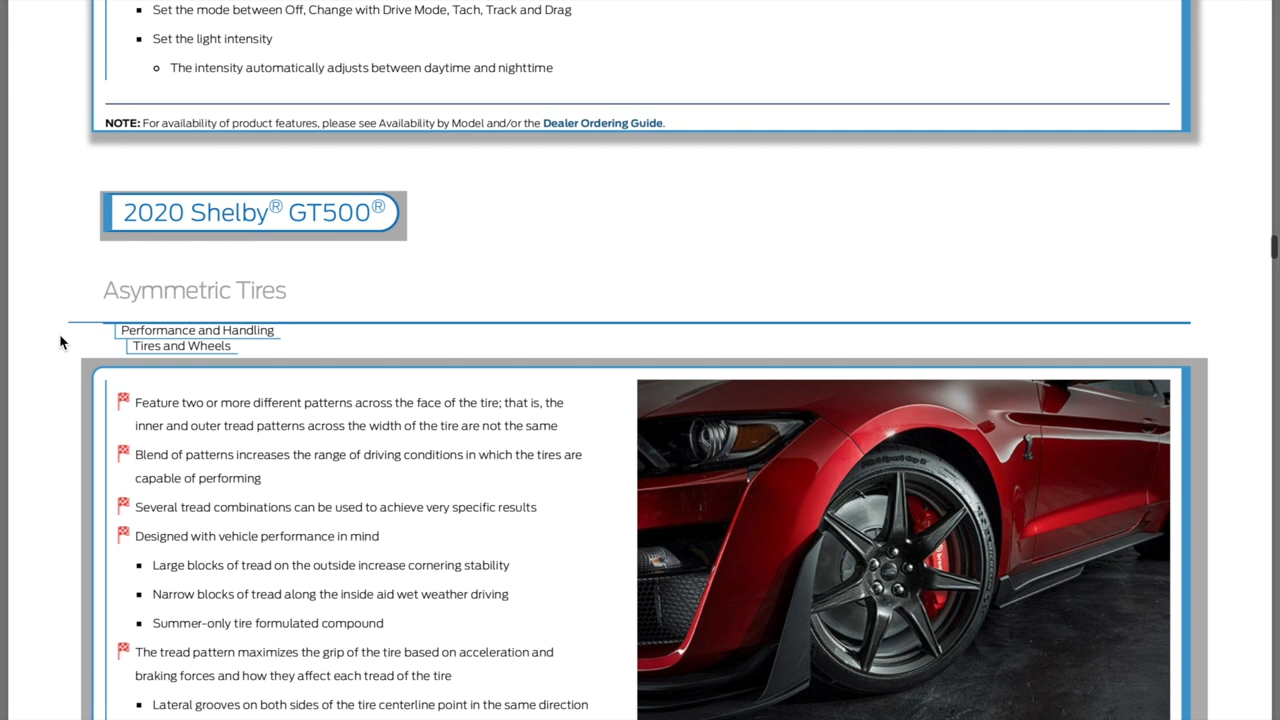 ▪ Set the mode between Off, Change with Drive Mode, Tach, Track and Drag
▪ Set the light intensity
o The intensity automatically adjusts between daytime and nighttime
NOTE: For availability of product features, please see Availability by Model and/or the Dealer Ordering Guide.
2020 Shelby® GT500®
Asymmetric Tires
Performance and Handling
Tires and Wheels
Feature two or more different patterns across the face of the tire; that is, the
inner and outer tread patterns across the width of the tire are not the same
Blend of patterns increases the range of driving conditions in which the tires are
capable of performing
Several tread combinations can be used to achieve very specific results
Designed with vehicle performance in mind
▪ Large blocks of tread on the outside increase cornering stability
▪ Narrow blocks of tread along the inside aid wet weather driving
▪ Summer-only tire formulated compound
The tread pattern maximizes the grip of the tire based on acceleration and
braking forces and how they affect each tread of the tire
▪ Lateral grooves on both sides of the tire centerline point in the same direction
Pilot Sport Cup 2